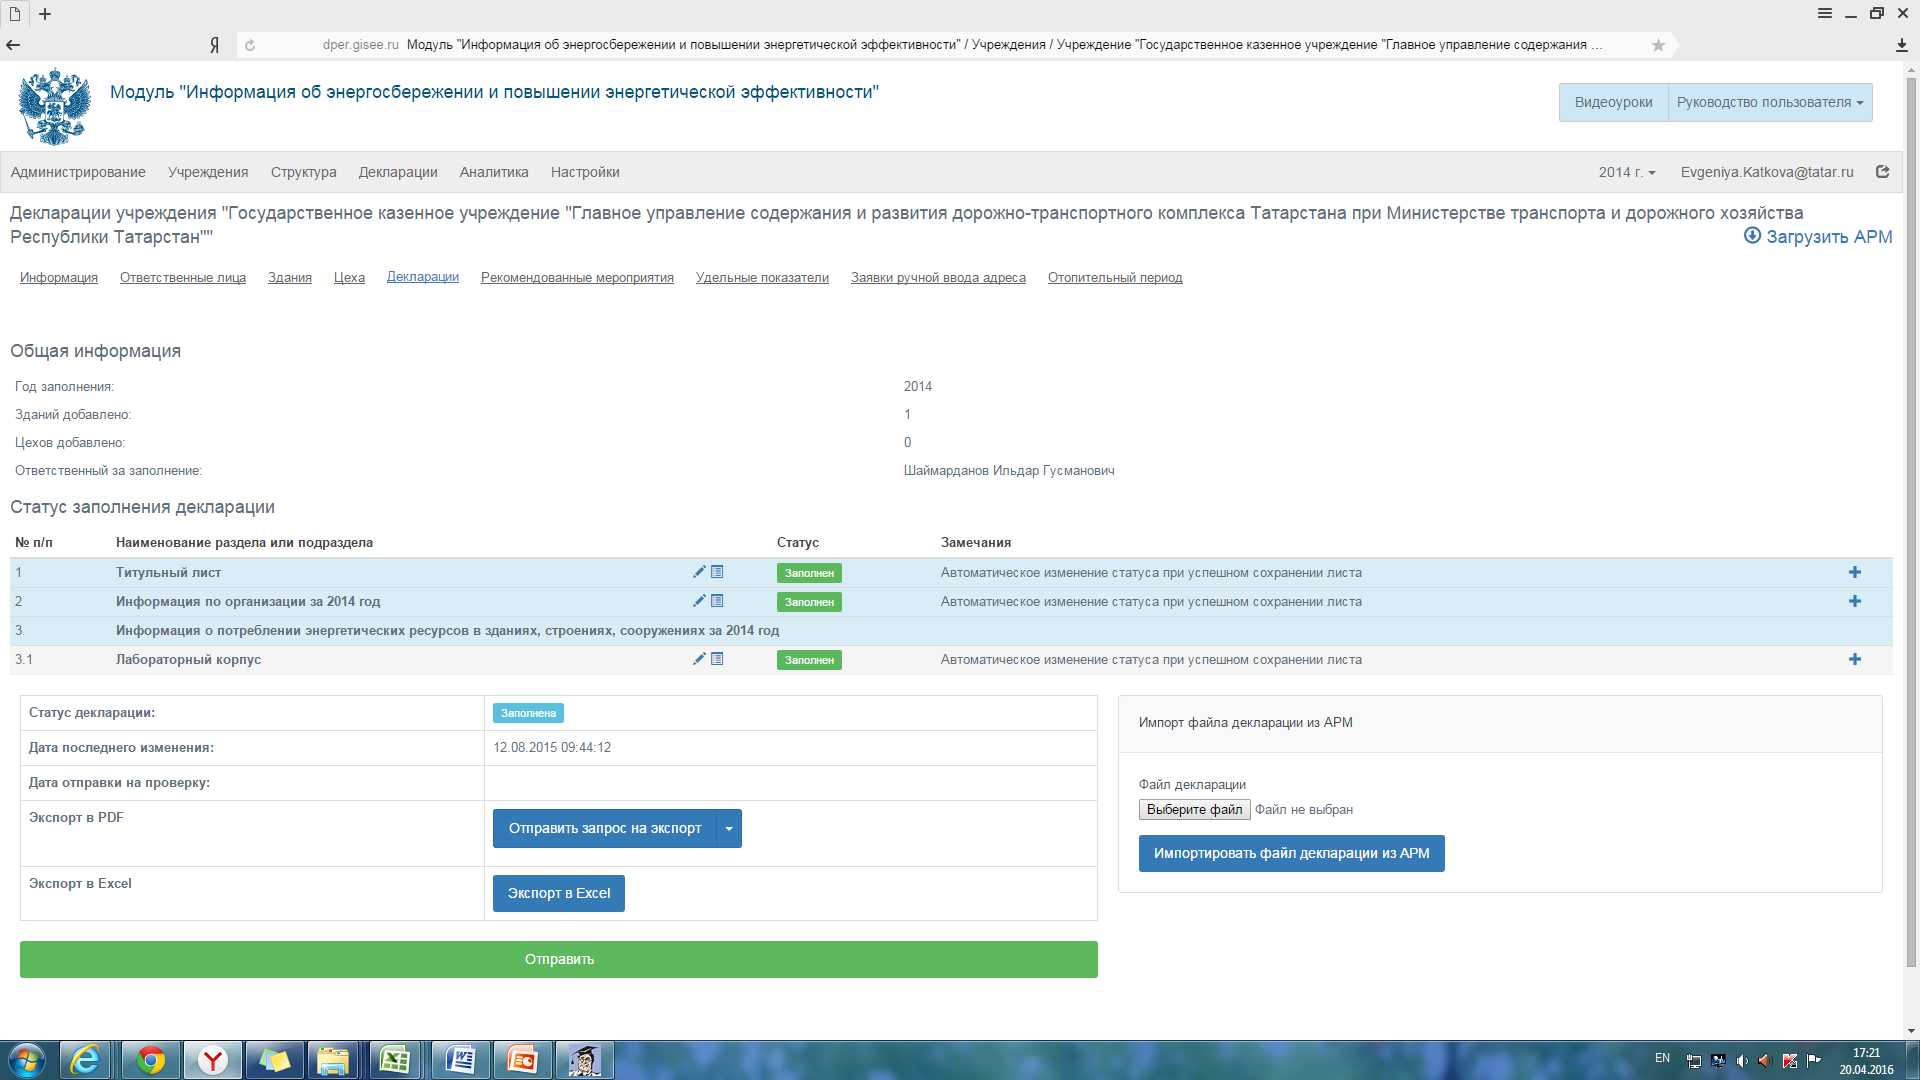 dper.gisee.ru Модуль "Информация об энергосбережении и повышении энергетической эффективности" / Учреждения / Учреждение "Государственное казенное учреждение "Главное управление содержания ...
Модуль "Информация об энергосбережении и повышении энергетической эффективности"
Видеоуроки Руководство пользователя
Администрирование Учреждения Структура Декларации Аналитика Настройки 2014 г. Evgeniya.Katkova@tatar.ru
Декларации учреждения "Государственное казенное учреждение "Главное управление содержания и развития дорожно-транспортного комплекса Татарстана при Министерстве транспорта и дорожного хозяйства
Республики Татарстан"" Загрузить АРМ
Информация Ответственные лица Здания Цеха Декларации Рекомендованные мероприятия Удельные показатели Заявки ручной ввода адреса Отопительный период
Общая информация
Год заполнения: 2014
Зданий добавлено: 1
Цехов добавлено: 0
Ответственный за заполнение: Шаймарданов Ильдар Гусманович
Статус заполнения декларации
№ п/п Наименование раздела или подраздела Статус Замечания
1 Титульный лист Заполнен Автоматическое изменение статуса при успешном сохранении листа
2 Информация по организации за 2014 год Заполнен Автоматическое изменение статуса при успешном сохранении листа
3 Информация о потреблении энергетических ресурсов в зданиях, строениях, сооружениях за 2014 год
3.1 Лабораторный корпус Заполнен Автоматическое изменение статуса при успешном сохранении листа
Статус декларации: Заполнена
Дата последнего изменения: 12.08.2015 09:44:12
Дата отправки на проверку:
Экспорт в PDF Отправить запрос на экспорт
Экспорт в Excel Экспорт в Excel
Отправить
Импорт файла декларации из АРМ
Файл декларации
Выберите файл Файл не выбран
Импортировать файл декларации из АРМ
EN 17:21
20.04.2016